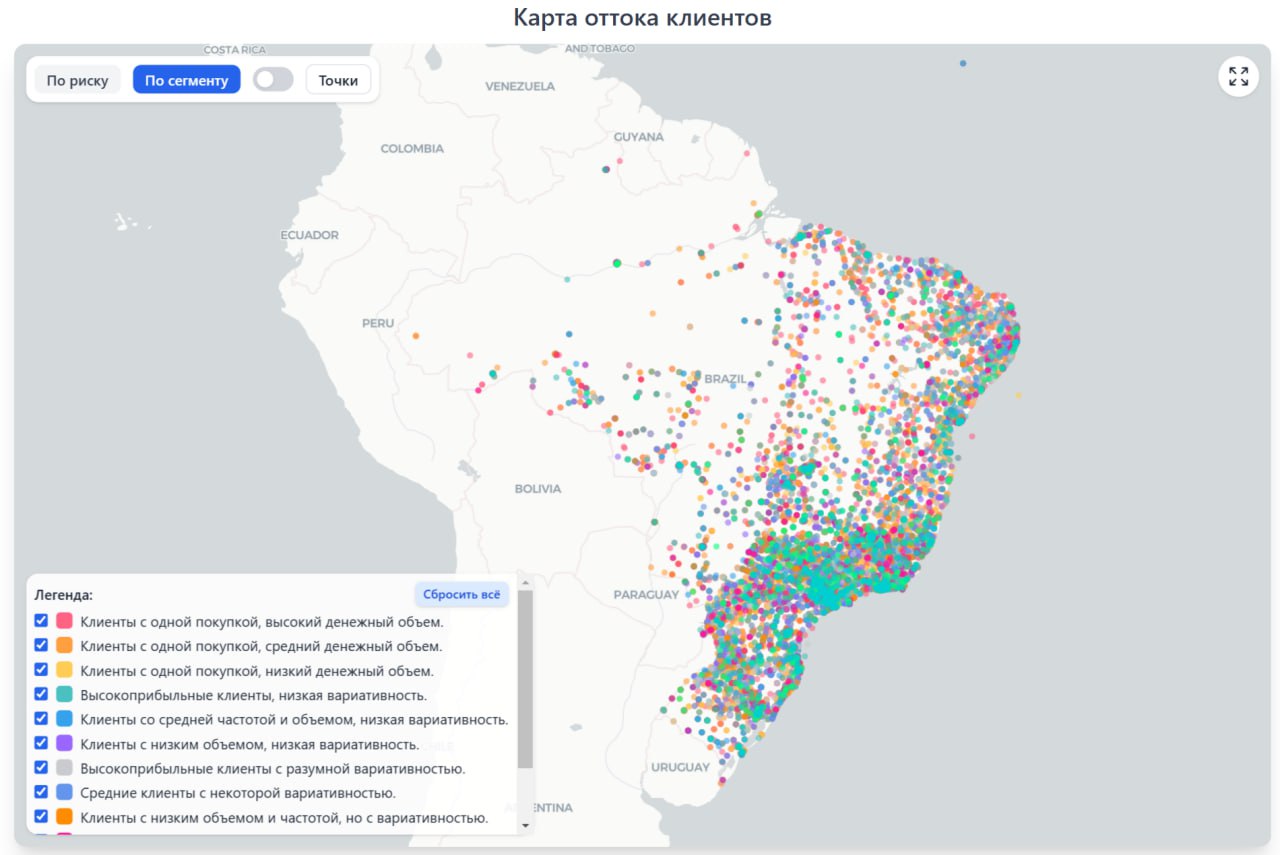 Карта оттока клиентов
COSTA RICA
AND TOBAGO
По риску
По сегменту
Точки
VENEZUELA
GUYANA
COLOMBIA
ECUADOR
PERU
BRAZIL
BOLIVIA
PARAGUAY
URUGUAY
ENTINA
Легенда:
Сбросить всё
Клиенты с одной покупкой, высокий денежный объем.
Клиенты с одной покупкой, средний денежный объем.
Клиенты с одной покупкой, низкий денежный объем.
Высокоприбыльные клиенты, низкая вариативность.
Клиенты со средней частотой и объемом, низкая вариативность.
Клиенты с низким объемом, низкая вариативность.
Высокоприбыльные клиенты с разумной вариативностью.
Средние клиенты с некоторой вариативностью.
Клиенты с низким объемом и частотой, но с вариативностью.